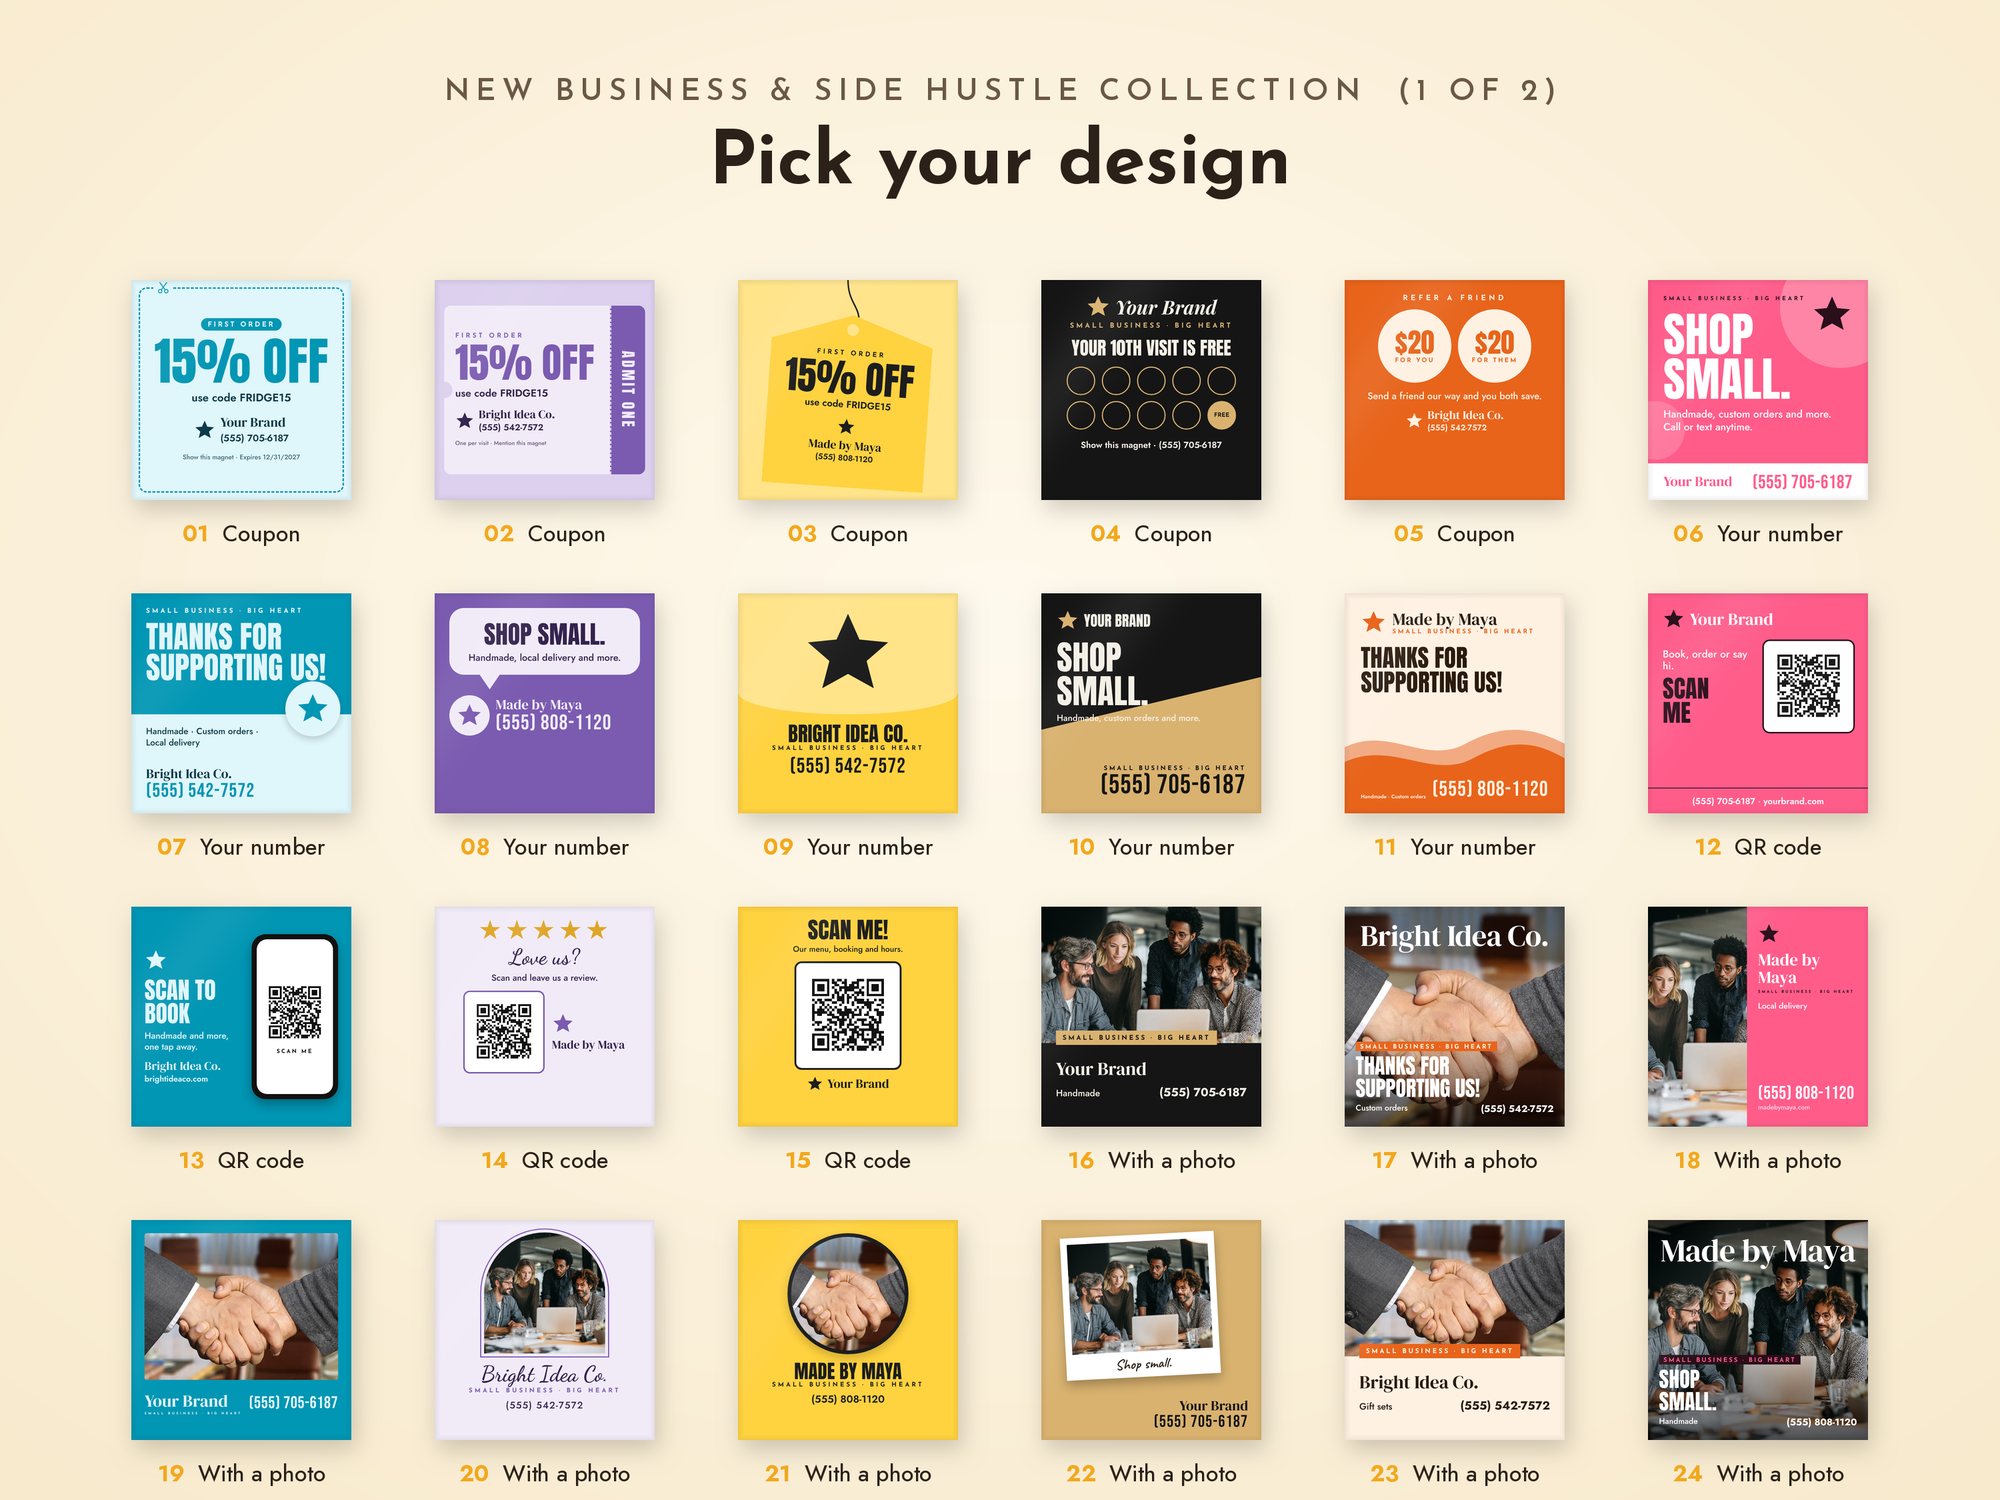 NEW BUSINESS & SIDE HUSTLE COLLECTION (1 OF 2)
Pick your design
FIRST ORDER
15% OFF
use code FRIDGE15
Your Brand
(555) 705-6187
Show this magnet · Expires 12/31/2027
01 Coupon
FIRST ORDER
15% OFF
use code FRIDGE15
Bright Idea Co.
(555) 542-7572
One per visit · Mention this magnet
ADMIT ONE
02 Coupon
FIRST ORDER
15% OFF
use code FRIDGE15
Made by Maya
(555) 808-1120
03 Coupon
Your Brand
SMALL BUSINESS · BIG HEART
YOUR 10TH VISIT IS FREE
FREE
Show this magnet · (555) 705-6187
04 Coupon
REFER A FRIEND
$20
FOR YOU
$20
FOR THEM
Send a friend our way and you both save.
Bright Idea Co.
(555) 542-7572
05 Coupon
SMALL BUSINESS · BIG HEART
SHOP
SMALL.
Handmade, custom orders and more.
Call or text anytime.
Your Brand (555) 705-6187
06 Your number
SMALL BUSINESS · BIG HEART
THANKS FOR
SUPPORTING US!
Handmade · Custom orders ·
Local delivery
Bright Idea Co.
(555) 542-7572
07 Your number
SHOP SMALL.
Handmade, local delivery and more.
Made by Maya
(555) 808-1120
08 Your number
BRIGHT IDEA CO.
SMALL BUSINESS · BIG HEART
(555) 542-7572
09 Your number
YOUR BRAND
SHOP
SMALL.
Handmade, custom orders and more.
SMALL BUSINESS · BIG HEART
(555) 705-6187
10 Your number
Made by Maya
SMALL BUSINESS · BIG HEART
THANKS FOR
SUPPORTING US!
Handmade · Custom orders (555) 808-1120
11 Your number
Your Brand
Book, order or say
hi.
SCAN
ME
(555) 705-6187 · yourbrand.com
12 QR code
SCAN TO
BOOK
Handmade and more,
one tap away.
Bright Idea Co.
brightideaco.com
SCAN ME
13 QR code
Love us?
Scan and leave us a review.
Made by Maya
14 QR code
SCAN ME!
Our menu, booking and hours.
Your Brand
15 QR code
SMALL BUSINESS · BIG HEART
Your Brand
Handmade (555) 705-6187
16 With a photo
Bright Idea Co.
SMALL BUSINESS · BIG HEART
THANKS FOR
SUPPORTING US!
Custom orders (555) 542-7572
17 With a photo
Made by
Maya
SMALL BUSINESS · BIG HEART
Local delivery
(555) 808-1120
madebymaya.com
18 With a photo
Your Brand (555) 705-6187
SMALL BUSINESS · BIG HEART
19 With a photo
Bright Idea Co.
SMALL BUSINESS · BIG HEART
(555) 542-7572
20 With a photo
MADE BY MAYA
SMALL BUSINESS · BIG HEART
(555) 808-1120
21 With a photo
Shop small.
Your Brand
(555) 705-6187
22 With a photo
SMALL BUSINESS · BIG HEART
Bright Idea Co.
Gift sets (555) 542-7572
23 With a photo
Made by Maya
SMALL BUSINESS · BIG HEART
SHOP
SMALL.
Handmade (555) 808-1120
24 With a photo